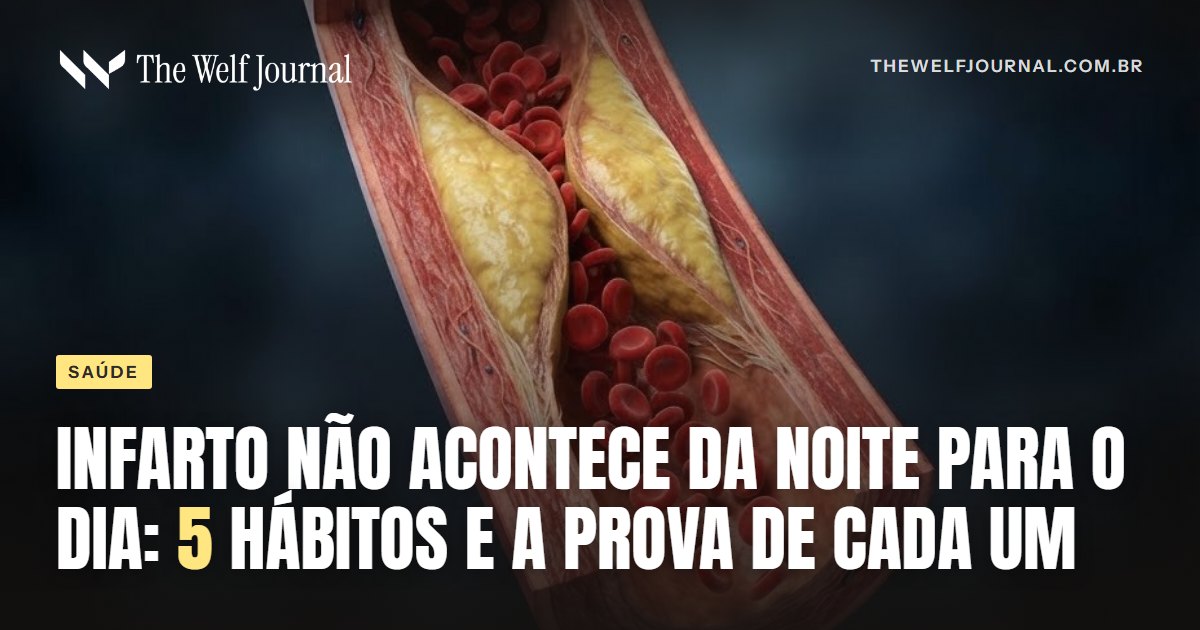 The Welf Journal
THEWELFJOURNAL.COM.BR
SAÚDE
INFARTO NÃO ACONTECE DA NOITE PARA O
DIA: 5 HÁBITOS E A PROVA DE CADA UM